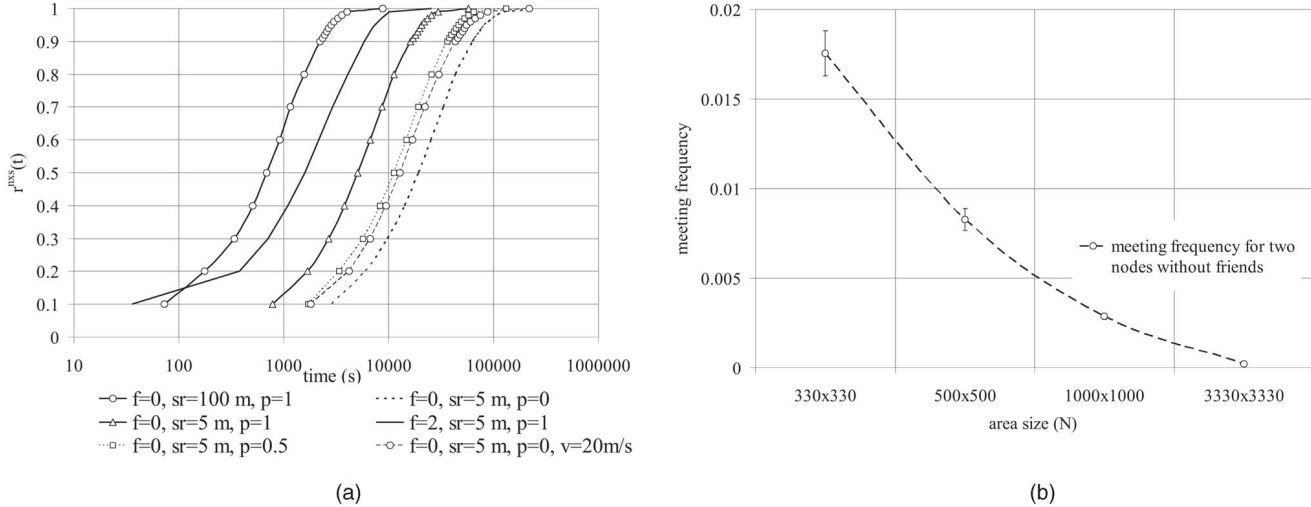 1
0.9
0.8
0.7
0.6
0.5
0.4
0.3
0.2
0.1
0
r^nxs(t)
10 100 1000 10000 100000 1000000
time (s)
f=0, sr=100 m, p=1 f=0, sr=5 m, p=0
f=0, sr=5 m, p=1 f=2, sr=5 m, p=1
f=0, sr=5 m, p=0.5 f=0, sr=5 m, p=0, v=20m/s
(a)
0.02
0.015
0.01
0.005
0
meeting frequency
meeting frequency for two
nodes without friends
330x330 500x500 1000x1000 3330x3330
area size (N)
(b)